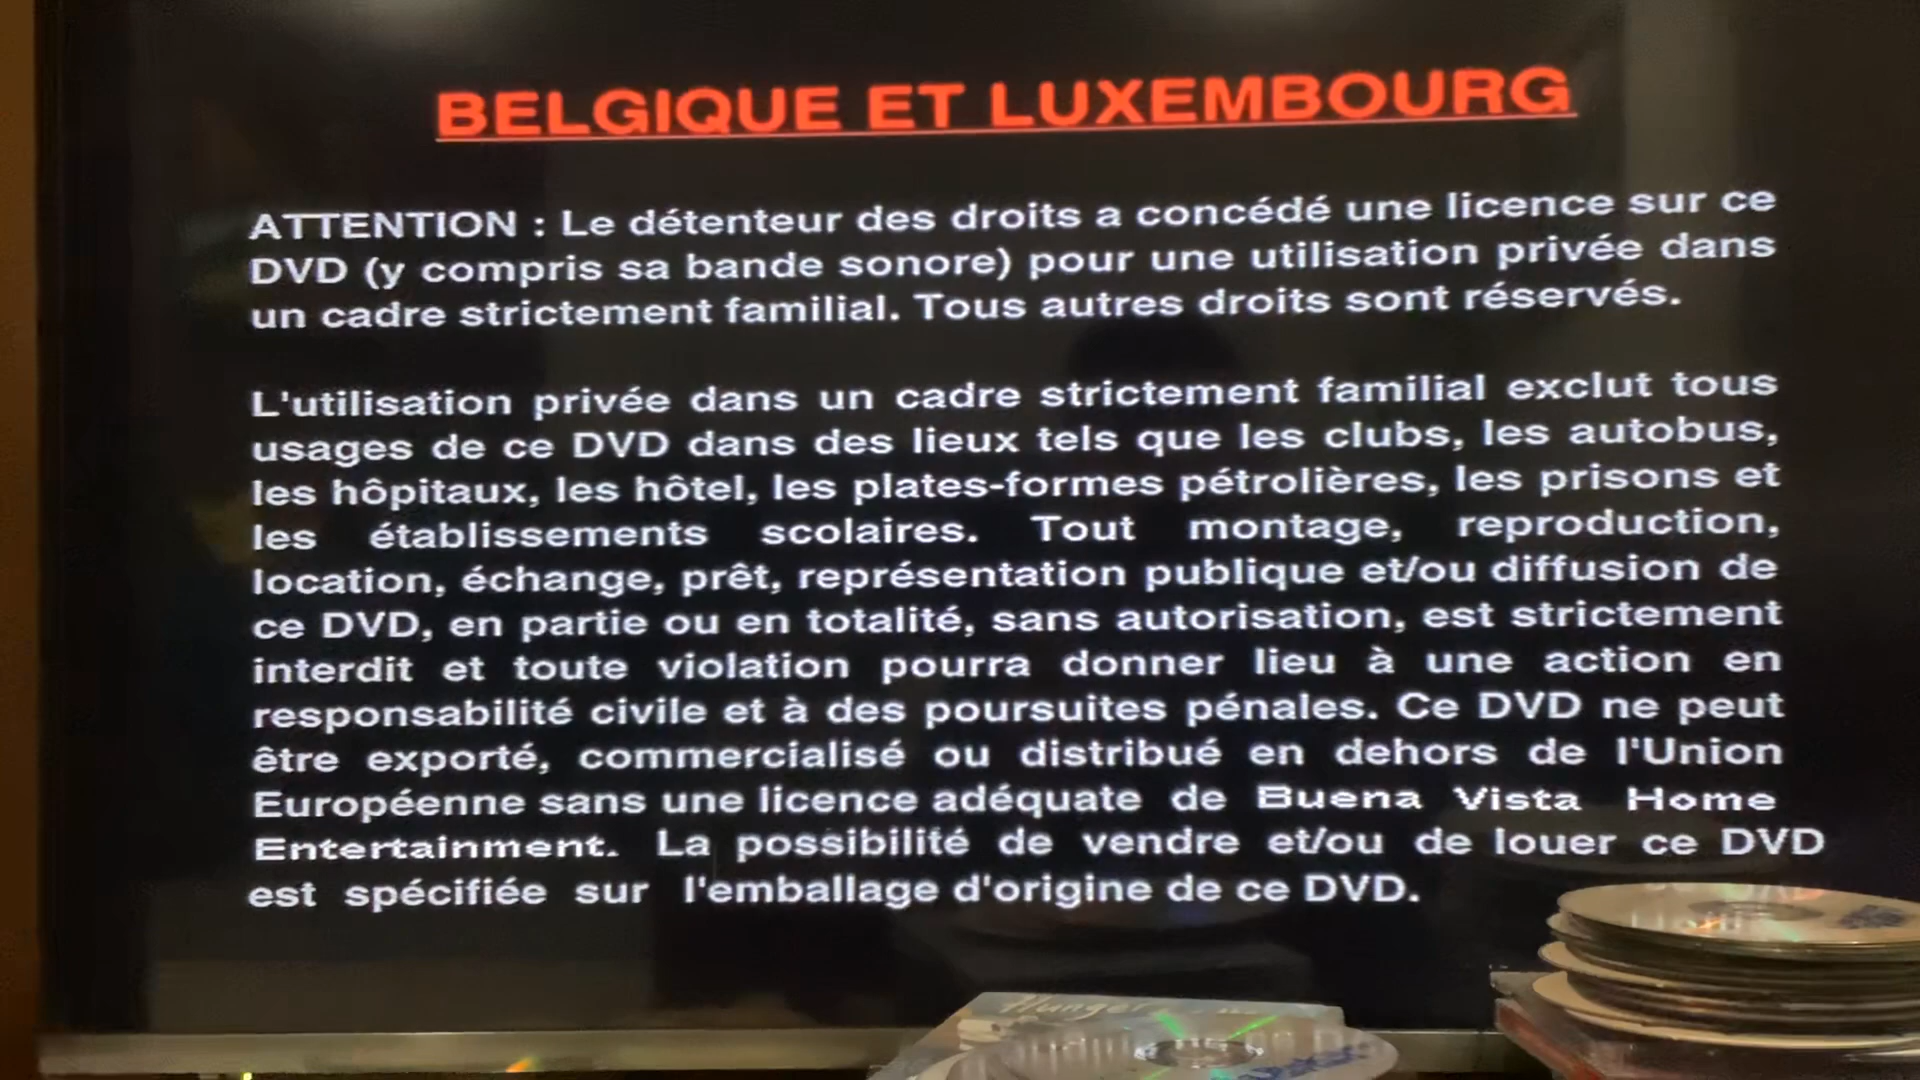 BELGIQUE ET LUXEMBOURG
ATTENTION : Le détenteur des droits a concédé une licence sur ce
DVD (y compris sa bande sonore) pour une utilisation privée dans
un cadre strictement familial. Tous autres droits sont réservés.
L'utilisation privée dans un cadre strictement familial exclut tous
usages de ce DVD dans des lieux tels que les clubs, les autobus,
les hôpitaux, les hôtel, les plates-formes pétrolières, les prisons et
les établissements scolaires. Tout montage, reproduction,
location, échange, prêt, représentation publique et/ou diffusion de
ce DVD, en partie ou en totalité, sans autorisation, est strictement
interdit et toute violation pourra donner lieu à une action en
responsabilité civile et à des poursuites pénales. Ce DVD ne peut
être exporté, commercialisé ou distribué en dehors de l'Union
Européenne sans une licence adéquate de Buena Vista Home
Entertainment. La possibilité de vendre et/ou de louer ce DVD
est spécifiée sur l'emballage d'origine de ce DVD.
Hunger